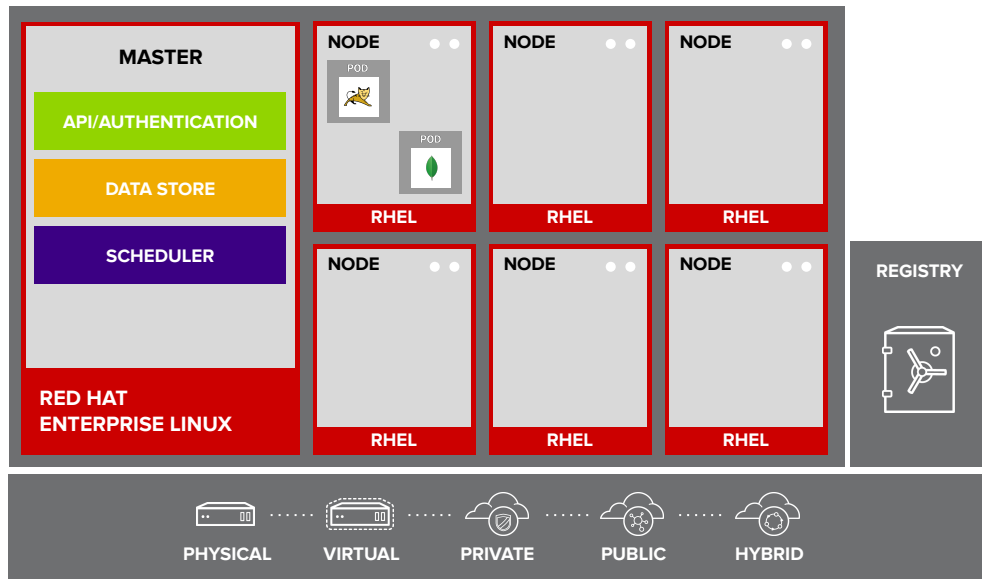 MASTER
API/AUTHENTICATION
DATA STORE
SCHEDULER
RED HAT
ENTERPRISE LINUX
NODE
POD
POD
RHEL
NODE
RHEL
NODE
RHEL
NODE
RHEL
NODE
RHEL
NODE
RHEL
REGISTRY
PHYSICAL
VIRTUAL
PRIVATE
PUBLIC
HYBRID